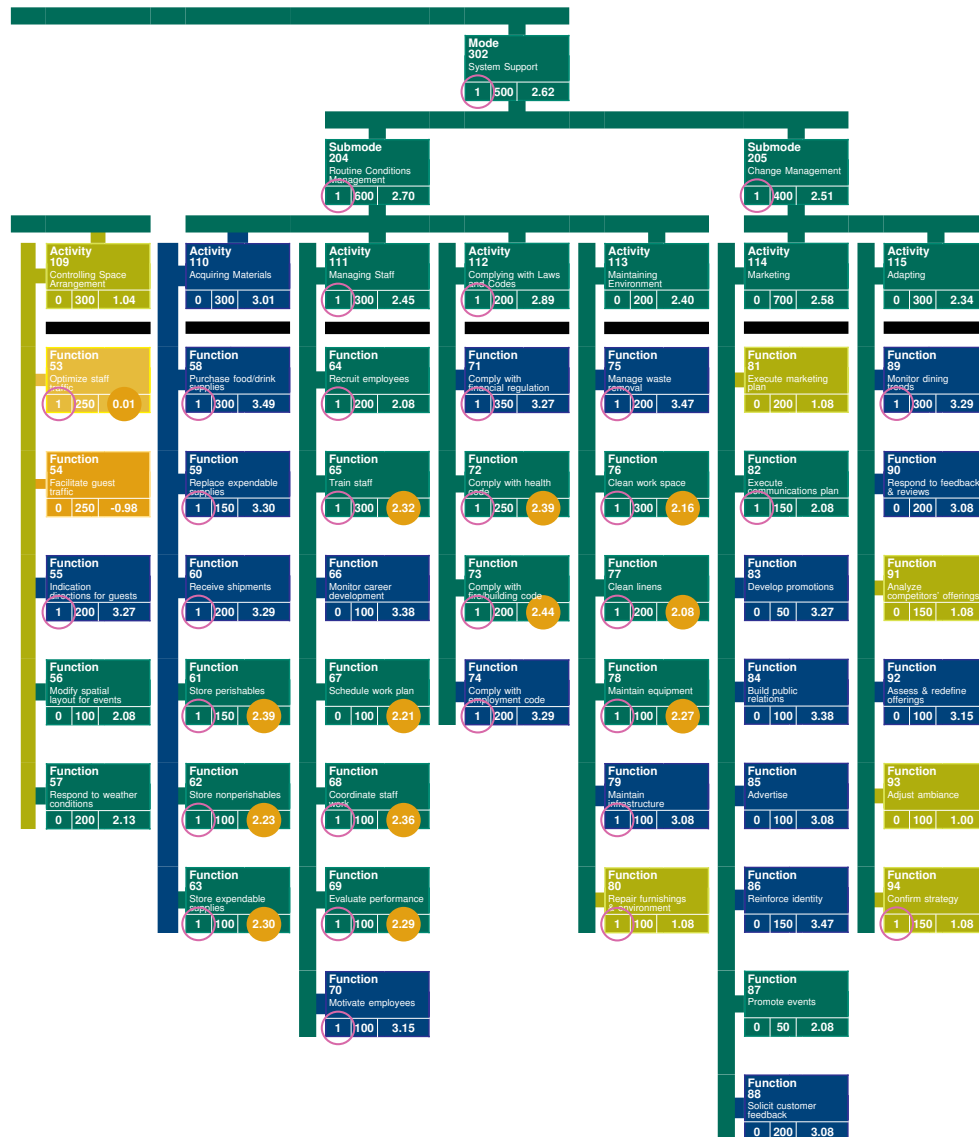 Mode
302
System Support
1 500 2.62
Submode
204
Routine Conditions
Management
1 600 2.70
Submode
205
Change Management
1 400 2.51
Activity
109
Controlling Space
Arrangement
0 300 1.04
Activity
110
Acquiring Materials
0 300 3.01
Activity
111
Managing Staff
1 300 2.45
Activity
112
Complying with Laws
and Codes
1 200 2.89
Activity
113
Maintaining
Environment
0 200 2.40
Activity
114
Marketing
0 700 2.58
Activity
115
Adapting
0 300 2.34
Function
53
Optimize staff
traffic
1 250 0.01
Function
58
Purchase food/drink
supplies
1 300 3.49
Function
64
Recruit employees
1 200 2.08
Function
71
Comply with
financial regulation
1 350 3.27
Function
75
Manage waste
removal
1 200 3.47
Function
81
Execute marketing
plan
0 200 1.08
Function
89
Monitor dining
trends
1 300 3.29
Function
54
Facilitate guest
traffic
0 250 -0.98
Function
59
Replace expendable
supplies
1 150 3.30
Function
65
Train staff
1 300 2.32
Function
72
Comply with health
code
1 250 2.39
Function
76
Clean work space
1 300 2.16
Function
82
Execute
communications plan
1 150 2.08
Function
90
Respond to feedback
& reviews
0 200 3.08
Function
55
Indication
directions for guests
1 200 3.27
Function
60
Receive shipments
1 200 3.29
Function
66
Monitor career
development
0 100 3.38
Function
73
Comply with
fire/building code
1 200 2.44
Function
77
Clean linens
1 200 2.08
Function
83
Develop promotions
0 50 3.27
Function
91
Analyze
competitors' offerings
0 150 1.08
Function
56
Modify spatial
layout for events
0 100 2.08
Function
61
Store perishables
1 150 2.39
Function
67
Schedule work plan
0 100 2.21
Function
74
Comply with
employment code
1 200 3.29
Function
78
Maintain equipment
1 100 2.27
Function
84
Build public
relations
0 100 3.38
Function
92
Assess & redefine
offerings
0 100 3.15
Function
57
Respond to weather
conditions
0 200 2.13
Function
62
Store nonperishables
1 100 2.23
Function
68
Coordinate staff
work
1 100 2.36
Function
79
Maintain
infrastructure
1 100 3.08
Function
85
Advertise
0 100 3.08
Function
93
Adjust ambiance
0 100 1.00
Function
63
Store expendable
supplies
1 100 2.30
Function
69
Evaluate performance
1 100 2.29
Function
80
Repair furnishings
& environment
1 100 1.08
Function
86
Reinforce identity
0 150 3.47
Function
94
Confirm strategy
1 150 1.08
Function
70
Motivate employees
1 100 3.15
Function
87
Promote events
0 50 2.08
Function
88
Solicit customer
feedback
0 200 3.08